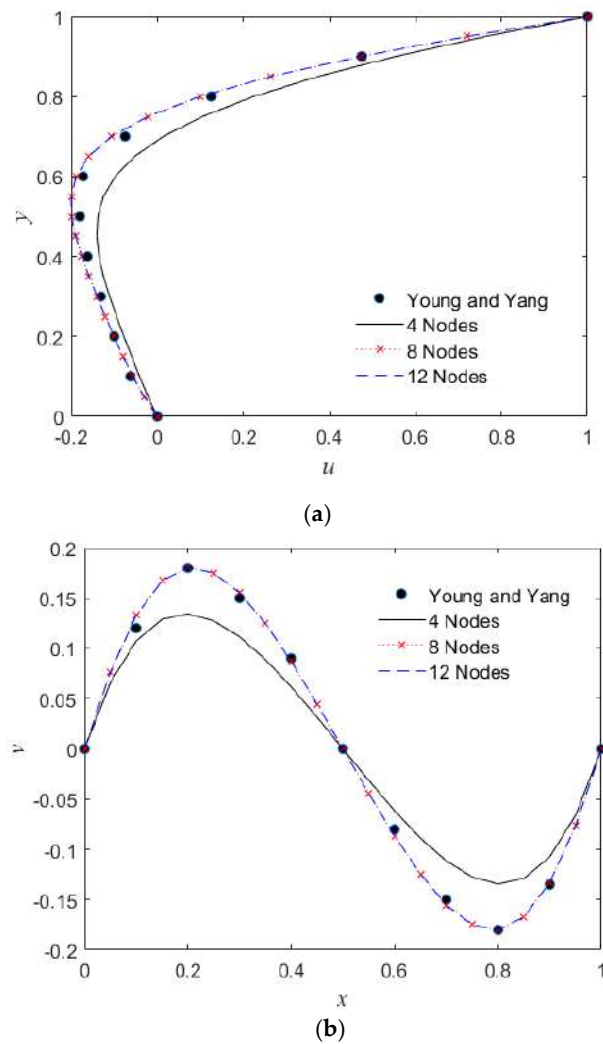 1
0.8
0.6
0.4
0.2
0
y
Young and Yang
4 Nodes
8 Nodes
12 Nodes
-0.2 0 0.2 0.4 0.6 0.8 1
u
(a)
0.2
0.15
0.1
0.05
0
-0.05
-0.1
-0.15
-0.2
v
Young and Yang
4 Nodes
8 Nodes
12 Nodes
0 0.2 0.4 0.6 0.8 1
x
(b)